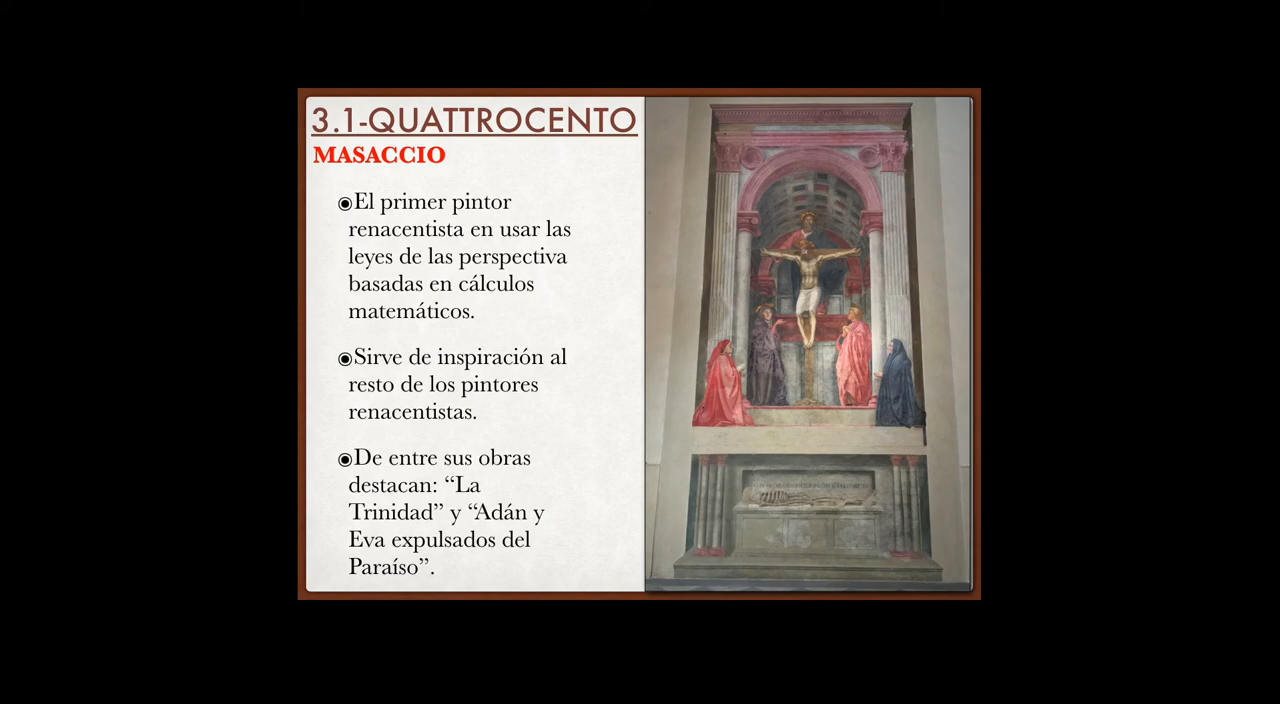 3.1-QUATTROCENTO
MASACCIO
◉El primer pintor
renacentista en usar las
leyes de las perspectiva
basadas en cálculos
matemáticos.
◉Sirve de inspiración al
resto de los pintores
renacentistas.
◉De entre sus obras
destacan: “La
Trinidad” y “Adán y
Eva expulsados del
Paraíso”.